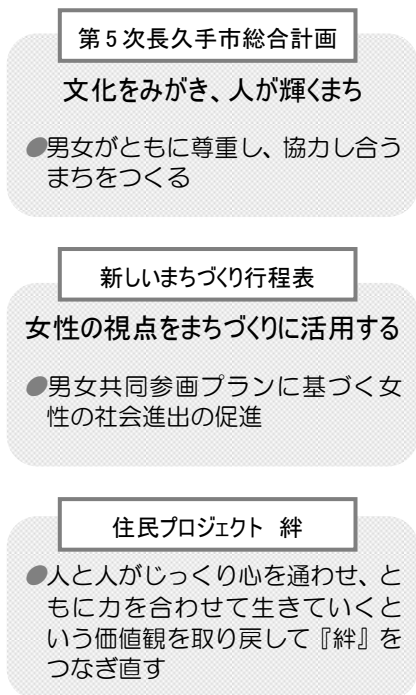 第5次長久手市総合計画
文化をみがき、人が輝くまち
●男女がともに尊重し、協力し合う
まちをつくる
新しいまちづくり行程表
女性の視点をまちづくりに活用する
●男女共同参画プランに基づく女
性の社会進出の促進
住民プロジェクト 絆
●人と人がじっくり心を通わせ、と
もに力を合わせて生きていくと
いう価値観を取り戻して『絆』を
つなぎ直す